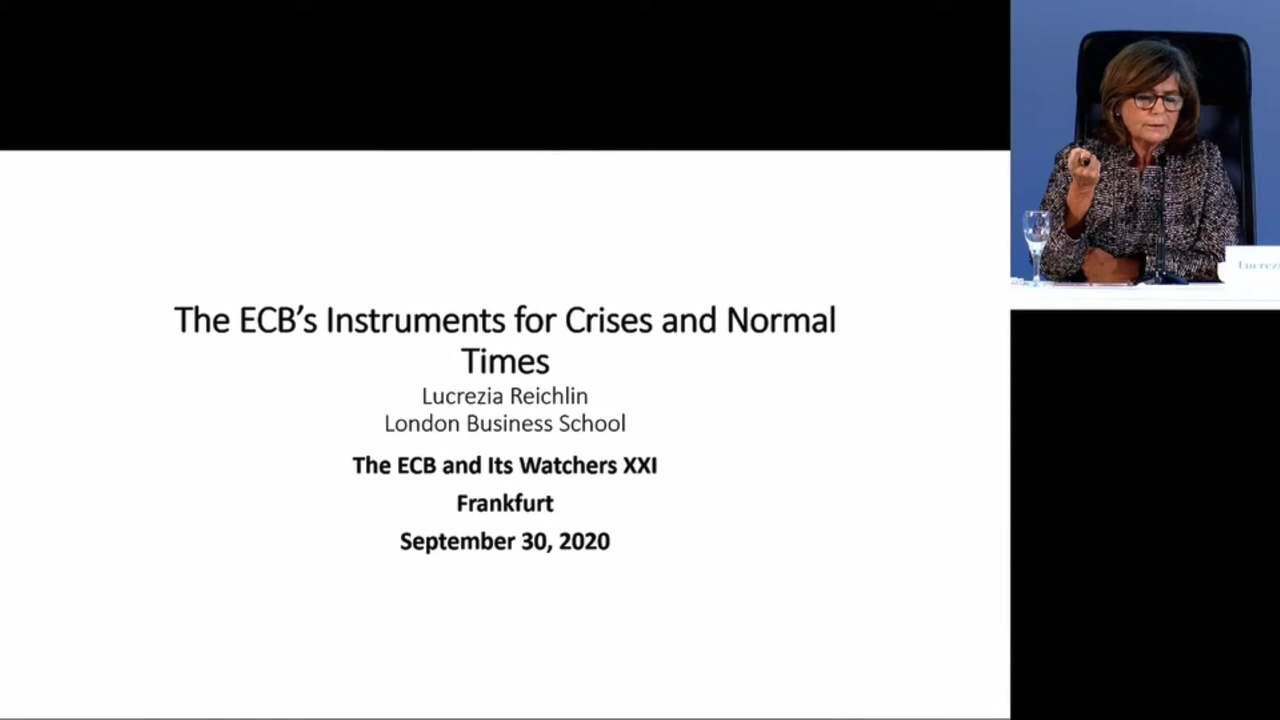 The ECB's Instruments for Crises and Normal
Times
Lucrezia Reichlin
London Business School
The ECB and Its Watchers XXI
Frankfurt
September 30, 2020